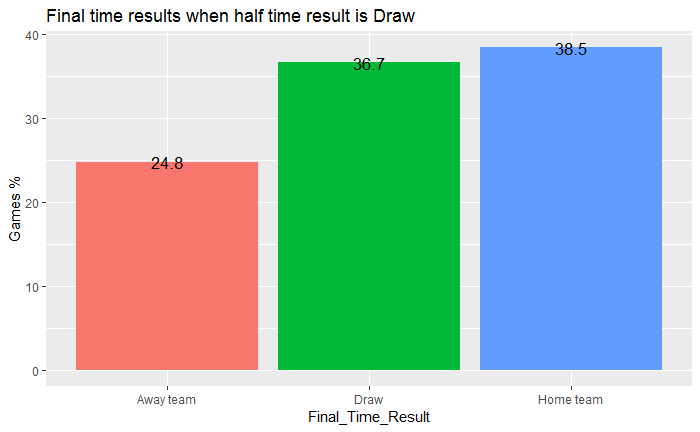 Final time results when half time result is Draw
Games %
40
30
20
10
0
24.8
36.7
38.5
Away team
Draw
Home team
Final_Time_Result